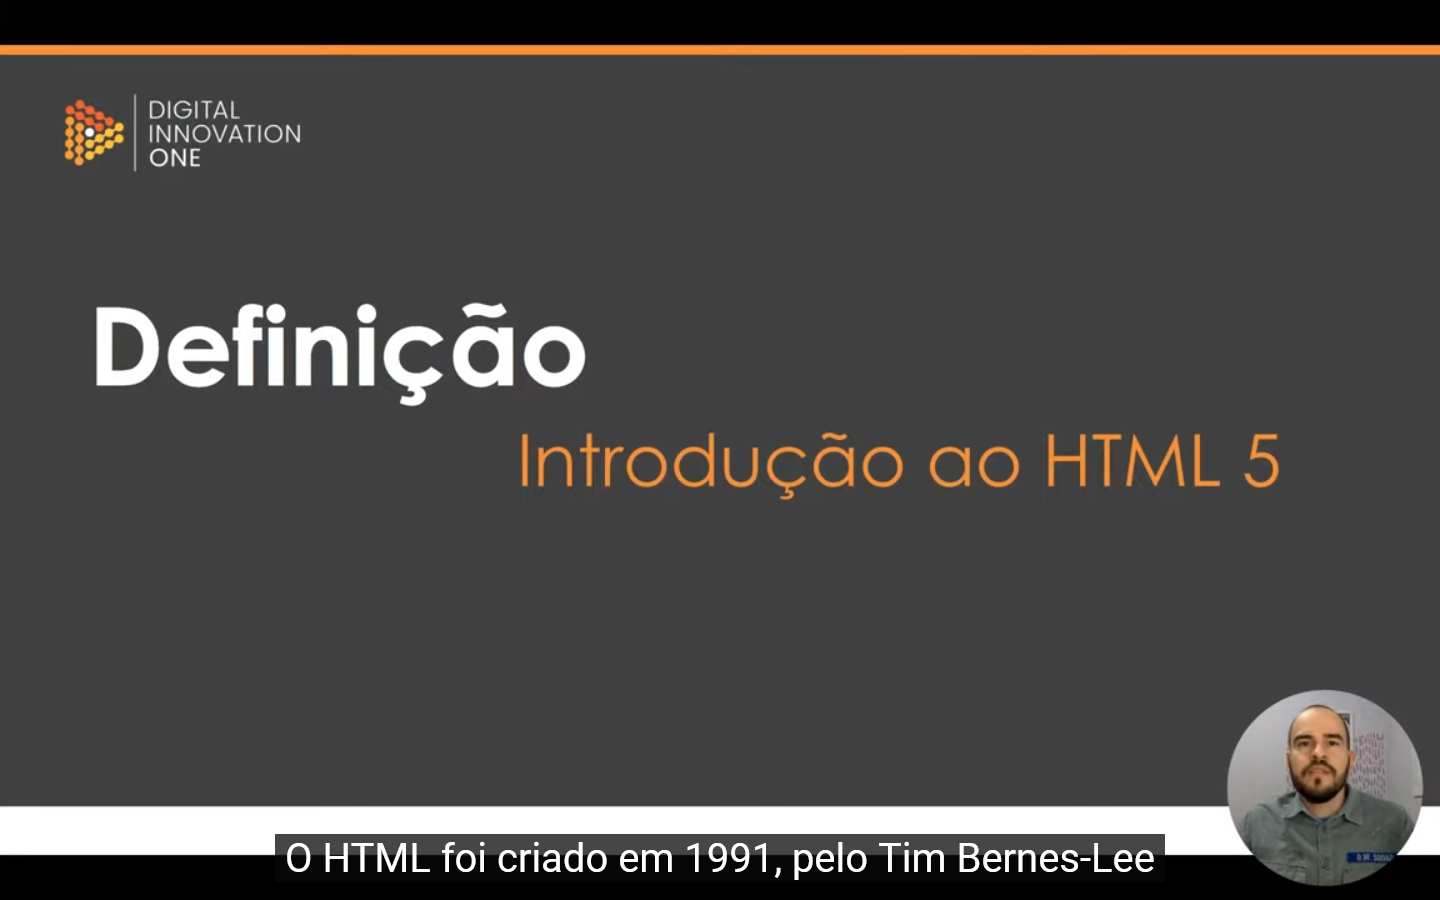 DIGITAL
INNOVATION
ONE
Definição
Introdução ao HTML 5
O HTML foi criado em 1991, pelo Tim Bernes-Lee